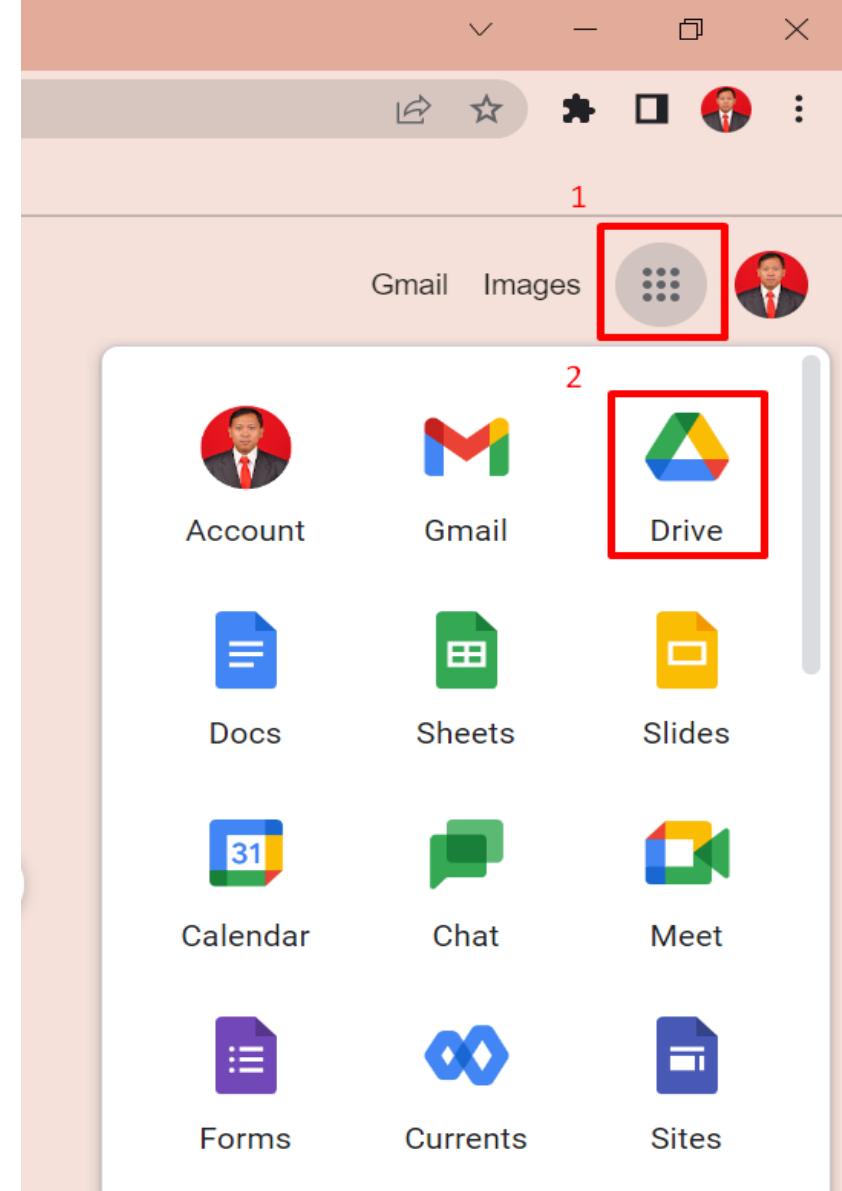 1
Gmail Images
2
Account Gmail Drive
Docs Sheets Slides
31
Calendar Chat Meet
Forms Currents Sites